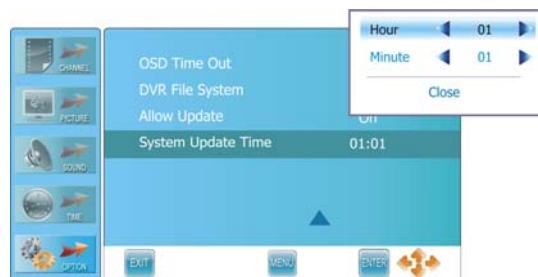 Hour 01
Minute 01
Close
CHANNEL
PICTURE
SOUND
TIME
OPTION
OSD Time Out
DVR File System
Allow Update On
System Update Time 01:01
EXIT MENU ENTER